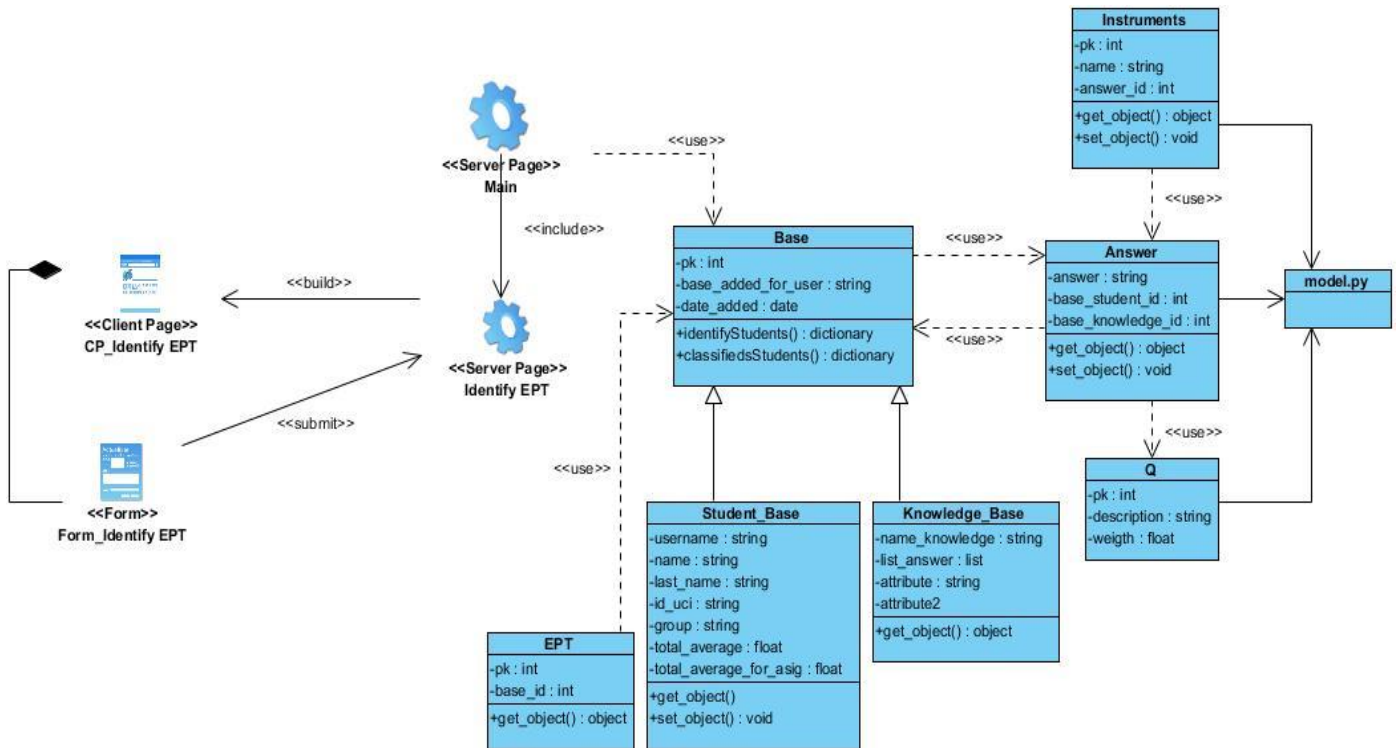 Instruments
-pk : int
-name : string
-answer_id : int
+get_object() : object
+set_object() : void
<<use>>
<<Server Page>>
Main
<<use>>
<<include>>
Base
-pk : int
-base_added_for_user : string
-date_added : date
+identifyStudents() : dictionary
+classifiedsStudents() : dictionary
<<use>>
<<use>>
Answer
-answer : string
-base_student_id : int
-base_knowledge_id : int
+get_object() : object
+set_object() : void
model.py
<<build>>
<<Client Page>>
CP_Identify EPT
<<Server Page>>
Identify EPT
<<submit>>
<<Form>>
Form_Identify EPT
<<use>>
<<use>>
Q
-pk : int
-description : string
-weigth : float
Student_Base
-username : string
-name : string
-last_name : string
-id_uci : string
-group : string
-total_average : float
-total_average_for_asig : float
+get_object()
+set_object() : void
Knowledge_Base
-name_knowledge : string
-list_answer : list
-attribute : string
-attribute2
+get_object() : object
EPT
-pk : int
-base_id : int
+get_object() : object